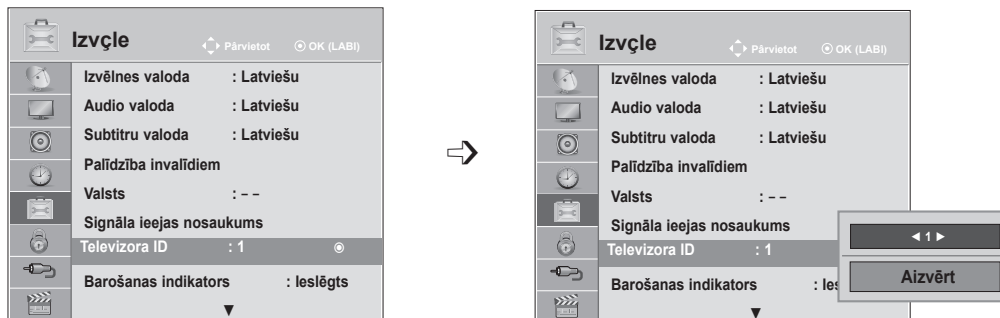 Izvçle
Pārvietot OK (LABI)
Izvēlnes valoda : Latviešu
Audio valoda : Latviešu
Subtitru valoda : Latviešu
Palīdzība invalīdiem
Valsts : – –
Signāla ieejas nosaukums
Televizora ID : 1
Barošanas indikators : Ieslēgts
▼
Izvçle
Pārvietot OK (LABI)
Izvēlnes valoda : Latviešu
Audio valoda : Latviešu
Subtitru valoda : Latviešu
Palīdzība invalīdiem
Valsts : – –
Signāla ieejas nosaukums
Televizora ID : 1
Barošanas indikators : Ies
▼
◄ 1 ►
Aizvērt